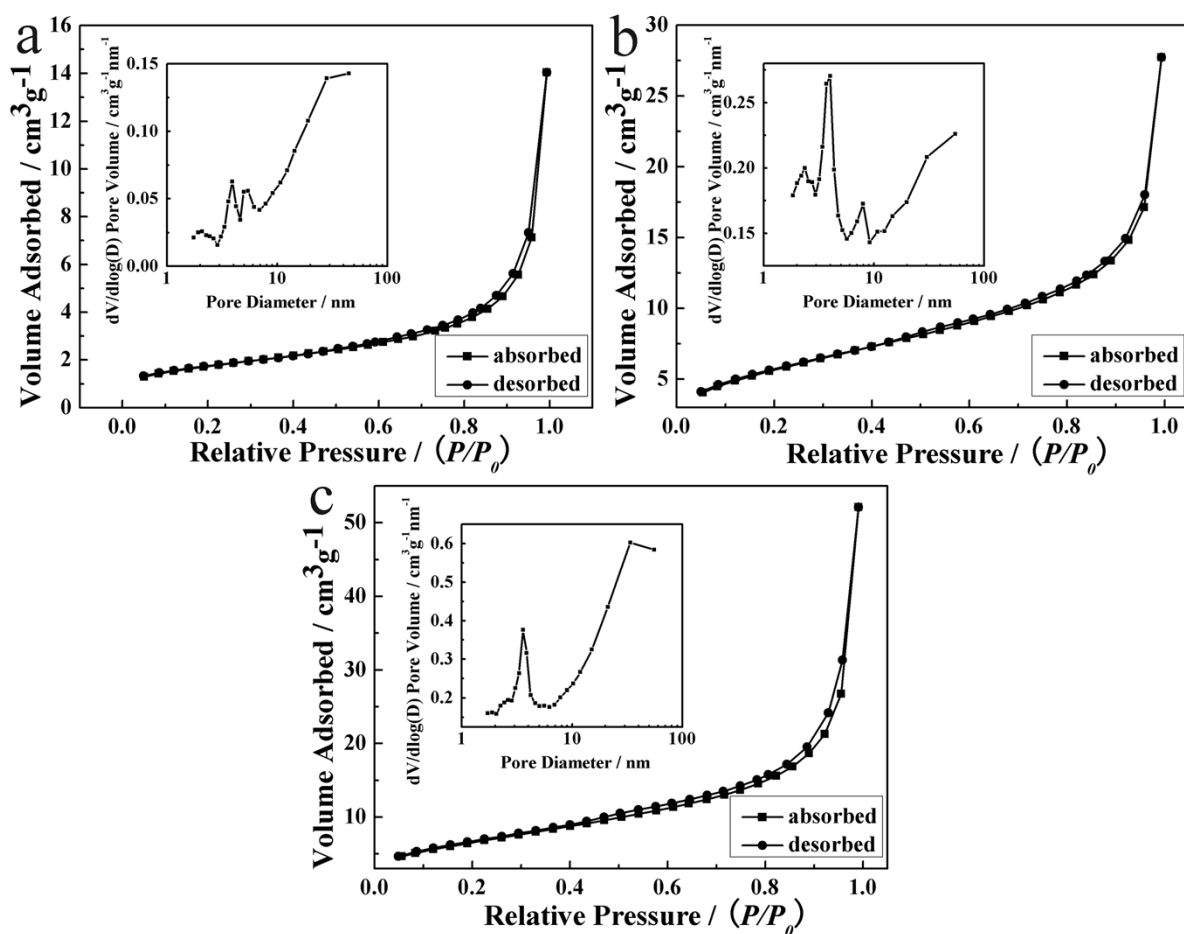 a
16
14
12
10
8
6
4
2
0
Volume Adsorbed / cm³g⁻¹
0.0 0.2 0.4 0.6 0.8 1.0
Relative Pressure / (P/P₀)
absorbed
desorbed
0.15
0.10
0.05
0.00
dV/dlog(D) Pore Volume / cm³g⁻¹nm⁻¹
1 10 100
Pore Diameter / nm
b
30
25
20
15
10
5
Volume Adsorbed / cm³g⁻¹
0.0 0.2 0.4 0.6 0.8 1.0
Relative Pressure / (P/P₀)
absorbed
desorbed
0.25
0.20
0.15
dV/dlog(D) Pore Volume / cm³g⁻¹nm⁻¹
1 10 100
Pore Diameter / nm
c
50
40
30
20
10
Volume Adsorbed / cm³g⁻¹
0.0 0.2 0.4 0.6 0.8 1.0
Relative Pressure / (P/P₀)
absorbed
desorbed
0.6
0.5
0.4
0.3
0.2
dV/dlog(D) Pore Volume / cm³g⁻¹nm⁻¹
1 10 100
Pore Diameter / nm